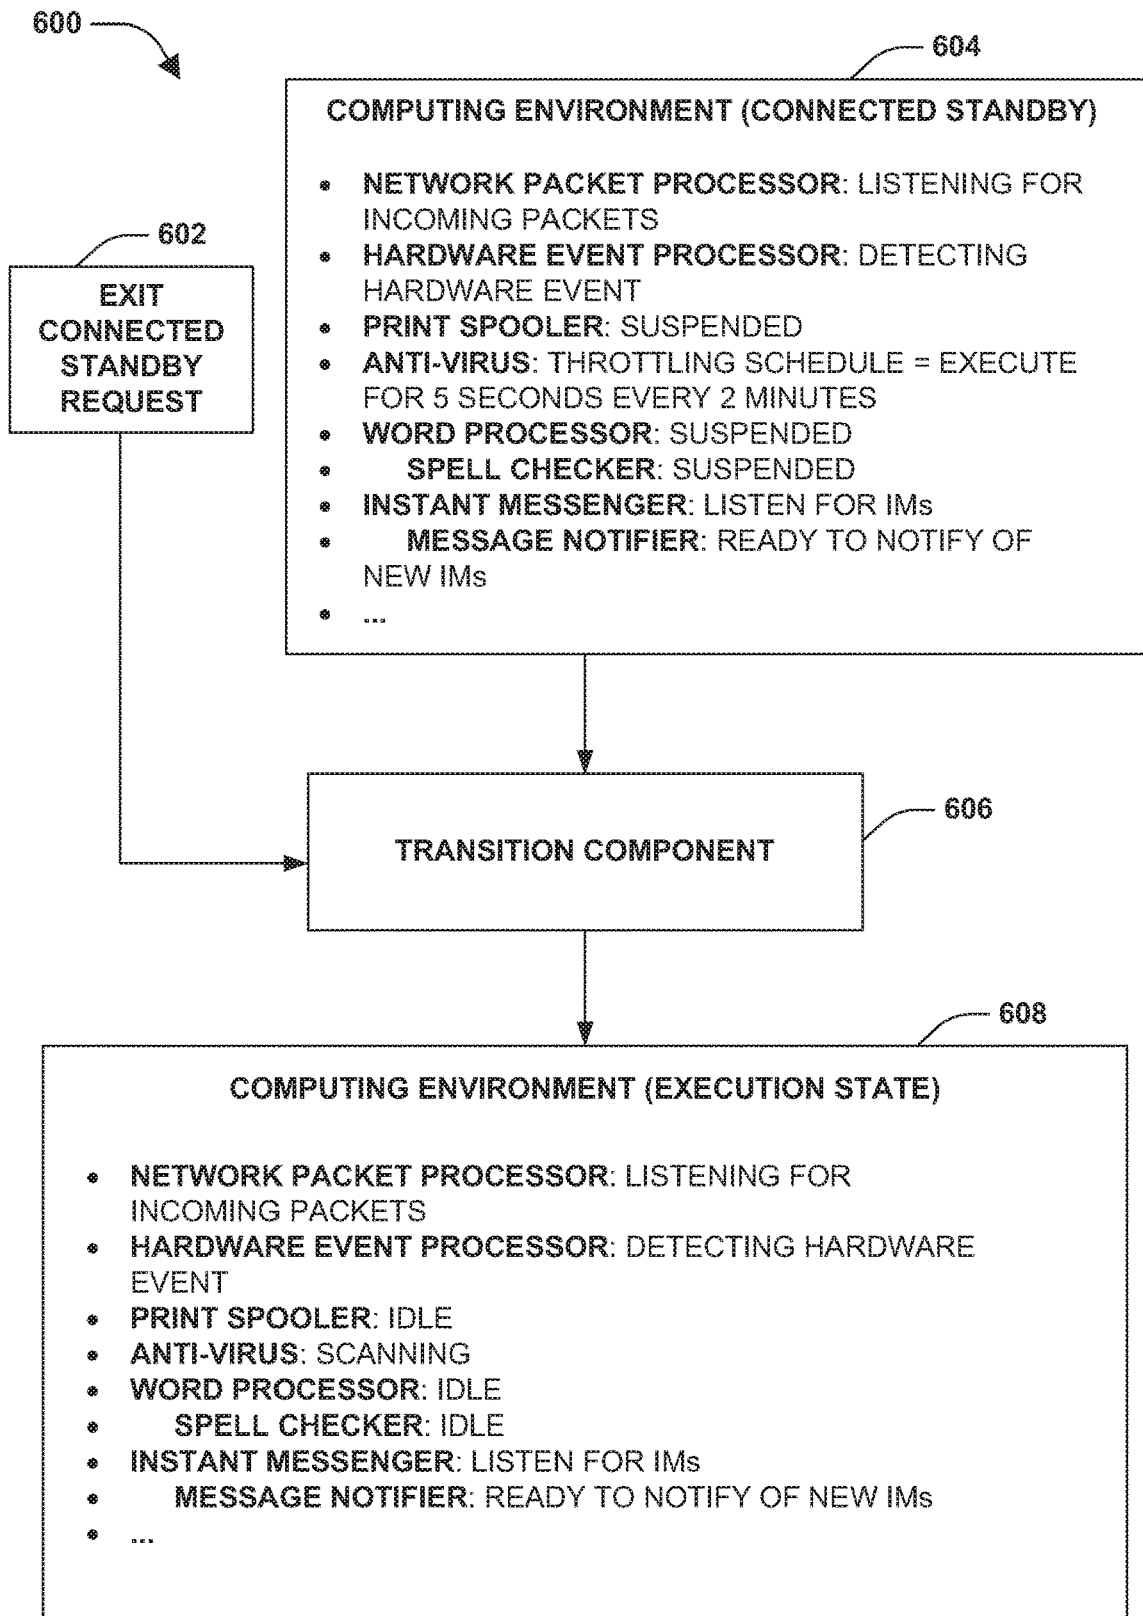 600
604
COMPUTING ENVIRONMENT (CONNECTED STANDBY)
• NETWORK PACKET PROCESSOR: LISTENING FOR
INCOMING PACKETS
• HARDWARE EVENT PROCESSOR: DETECTING
HARDWARE EVENT
• PRINT SPOOLER: SUSPENDED
• ANTI-VIRUS: THROTTLING SCHEDULE = EXECUTE
FOR 5 SECONDS EVERY 2 MINUTES
• WORD PROCESSOR: SUSPENDED
• SPELL CHECKER: SUSPENDED
• INSTANT MESSENGER: LISTEN FOR IMs
• MESSAGE NOTIFIER: READY TO NOTIFY OF
NEW IMs
• ...
602
EXIT
CONNECTED
STANDBY
REQUEST
606
TRANSITION COMPONENT
608
COMPUTING ENVIRONMENT (EXECUTION STATE)
• NETWORK PACKET PROCESSOR: LISTENING FOR
INCOMING PACKETS
• HARDWARE EVENT PROCESSOR: DETECTING HARDWARE
EVENT
• PRINT SPOOLER: IDLE
• ANTI-VIRUS: SCANNING
• WORD PROCESSOR: IDLE
• SPELL CHECKER: IDLE
• INSTANT MESSENGER: LISTEN FOR IMs
• MESSAGE NOTIFIER: READY TO NOTIFY OF NEW IMs
• ...